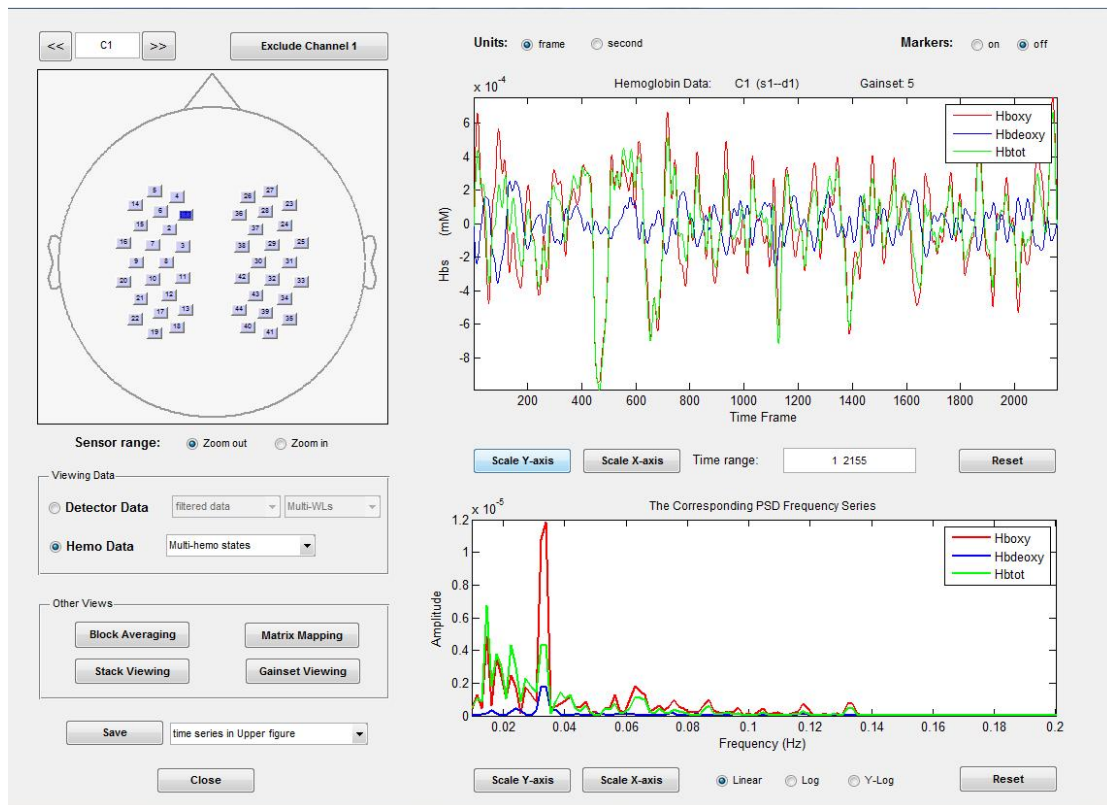 << C1 >> Exclude Channel 1
5 4 26 27
14 6 36 28 23
15 2 37 24
16 7 3 38 29 25
9 8 30 31
20 10 11 42 32 33
21 12 43 34
22 17 13 44 39 35
19 18 40 41
Sensor range: Zoom out Zoom in
Viewing Data
Detector Data filtered data Multi-WLs
Hemo Data Multi-hemo states
Other Views
Block Averaging Matrix Mapping
Stack Viewing Gainset Viewing
Save time series in Upper figure
Close
Units: frame second Markers: on off
x 10^-4 Hemoglobin Data: C1 (s1--d1) Gainset: 5
Hboxy
Hbdeoxy
Hbtot
6
4
2
0
-2
-4
-6
-8
Hbs (mM)
200 400 600 800 1000 1200 1400 1600 1800 2000
Time Frame
Scale Y-axis Scale X-axis Time range: 1 2155 Reset
x 10^-5 The Corresponding PSD Frequency Series
Hboxy
Hbdeoxy
Hbtot
1.2
1
0.8
0.6
0.4
0.2
0
Amplitude
0.02 0.04 0.06 0.08 0.1 0.12 0.14 0.16 0.18 0.2
Frequency (Hz)
Scale Y-axis Scale X-axis Linear Log Y-Log Reset